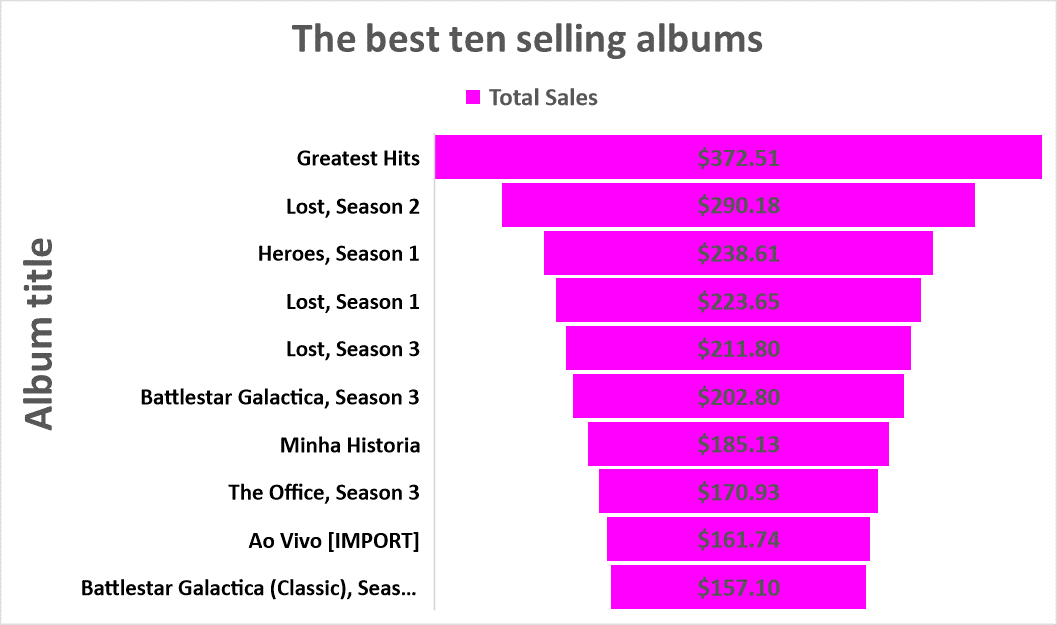 The best ten selling albums
Total Sales
Album title
Greatest Hits $372.51
Lost, Season 2 $290.18
Heroes, Season 1 $238.61
Lost, Season 1 $223.65
Lost, Season 3 $211.80
Battlestar Galactica, Season 3 $202.80
Minha Historia $185.13
The Office, Season 3 $170.93
Ao Vivo [IMPORT] $161.74
Battlestar Galactica (Classic), Seas... $157.10